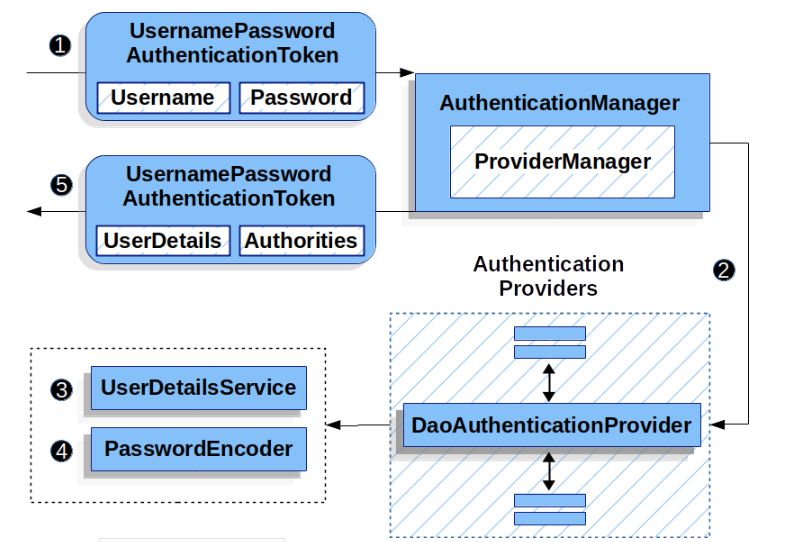 ❶
UsernamePassword
AuthenticationToken
Username
Password
AuthenticationManager
ProviderManager
❺
UsernamePassword
AuthenticationToken
UserDetails
Authorities
❷
Authentication
Providers
DaoAuthenticationProvider
❸
UserDetailsService
❹
PasswordEncoder